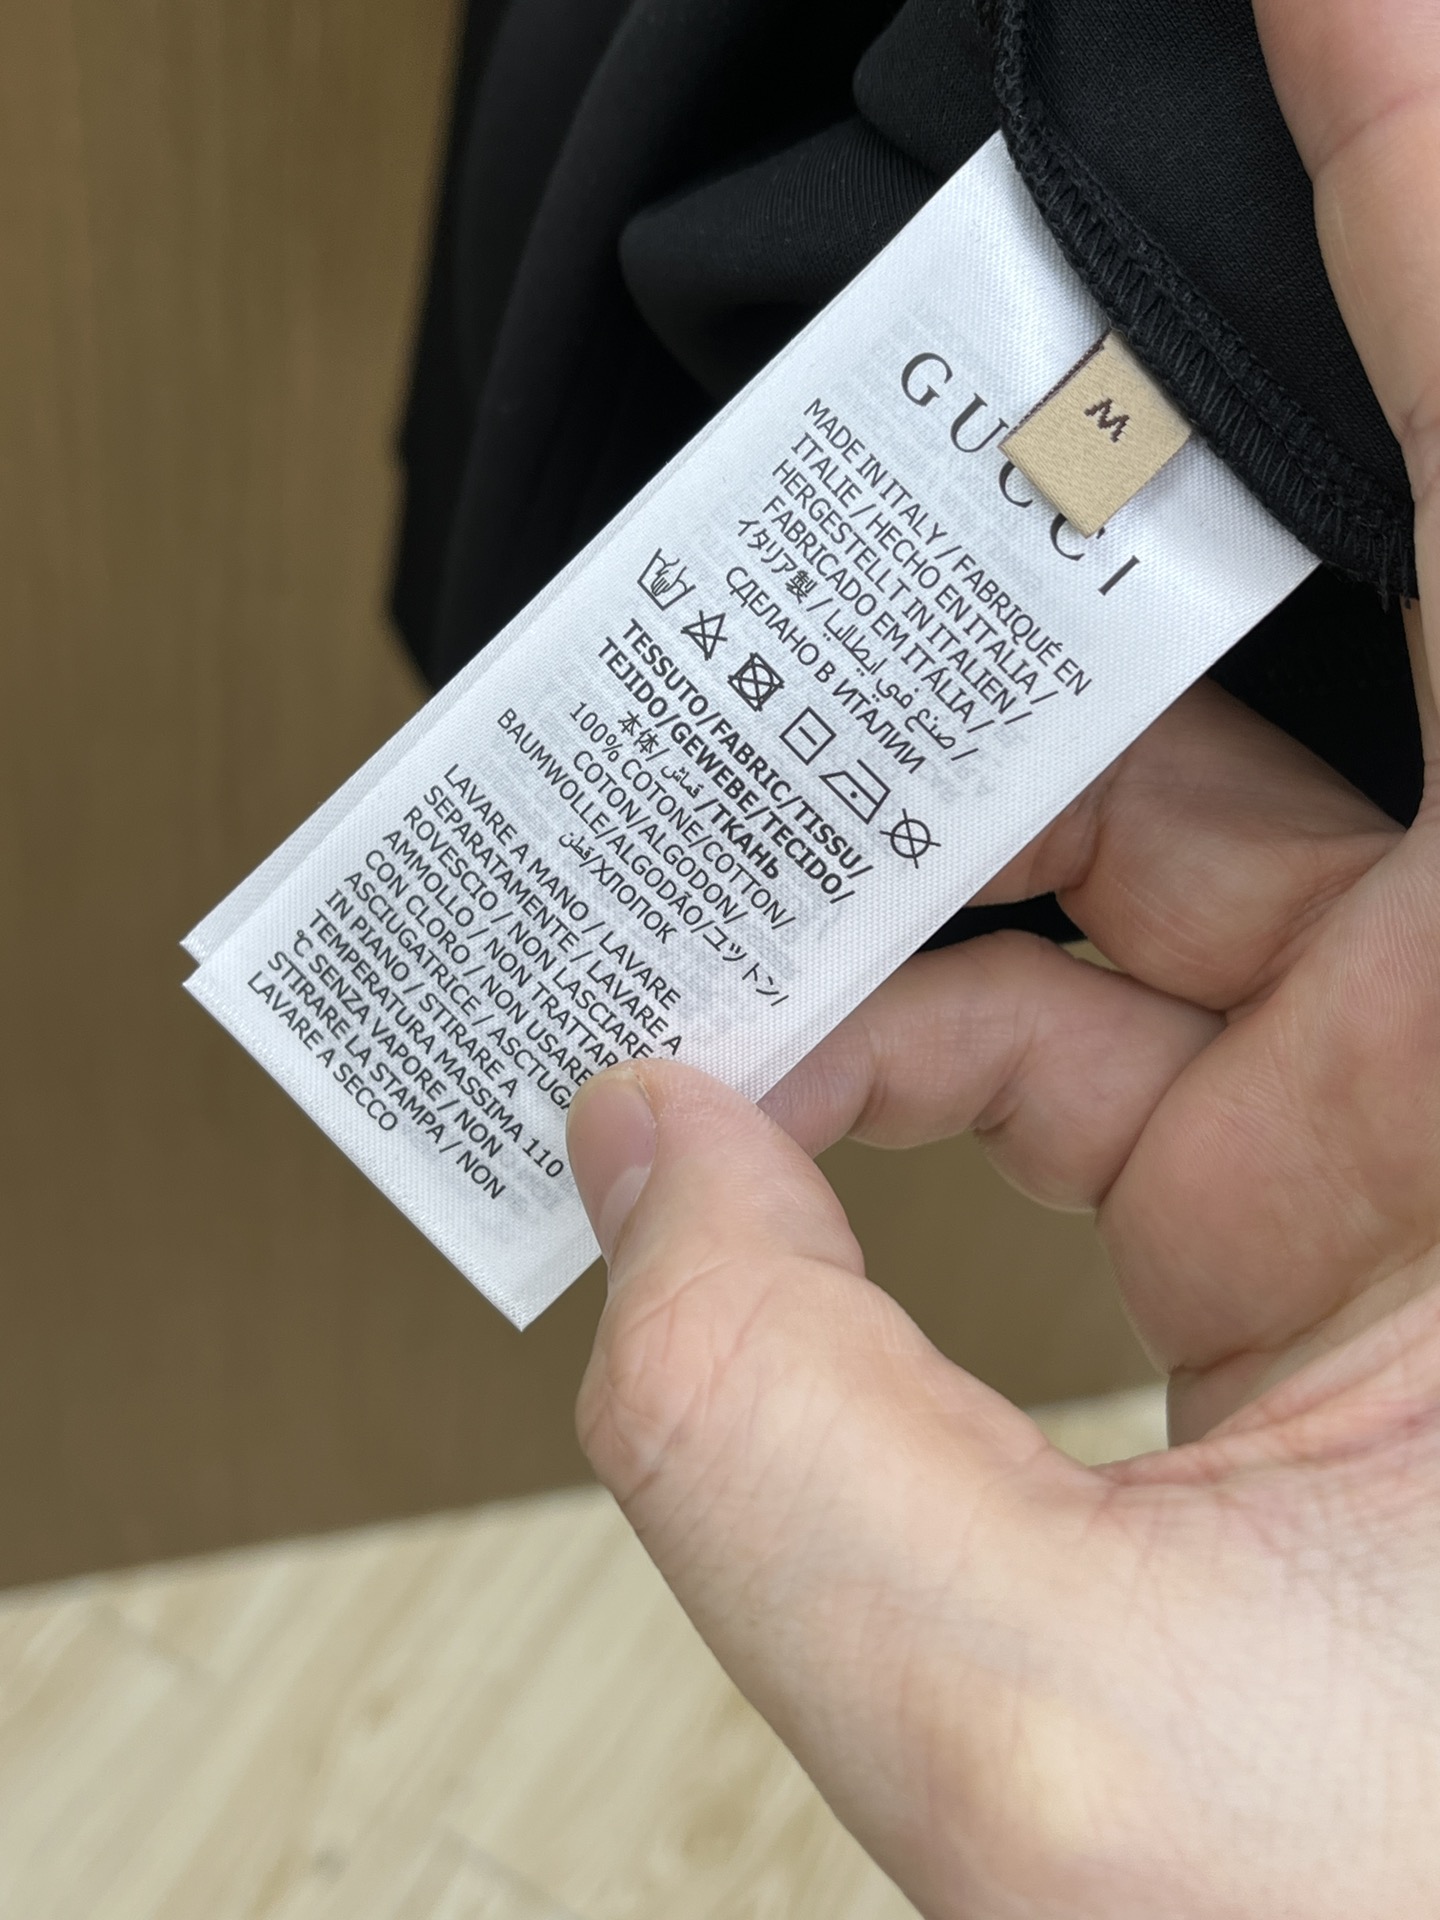 GUCCI
M
MADE IN ITALY / FABRIQUÉ EN
ITALIE / HECHO EN ITALIA /
HERGESTELLT IN ITALIEN /
FABRICADO EM ITÁLIA /
イタリア製 / صنع في ايطاليا /
СДЕЛАНО В ИТАЛИИ
TESSUTO/FABRIC/TISSU/
TEJIDO/GEWEBE/TECIDO/
本体/ قماش /ТКАНЬ
100% COTONE/COTTON/
COTON/ALGODON/
BAUMWOLLE/ALGODÃO/ユットン/
قطن/ХЛОПОК
LAVARE A MANO / LAVARE
SEPARATAMENTE / LAVARE A
ROVESCIO / NON LASCIARE
AMMOLLO / NON TRATTAR
CON CLORO / NON USARE
ASCIUGATRICE / ASCTUGA
IN PIANO / STIRARE A
TEMPERATURA MASSIMA 110
℃ SENZA VAPORE / NON
STIRARE LA STAMPA / NON
LAVARE A SECCO